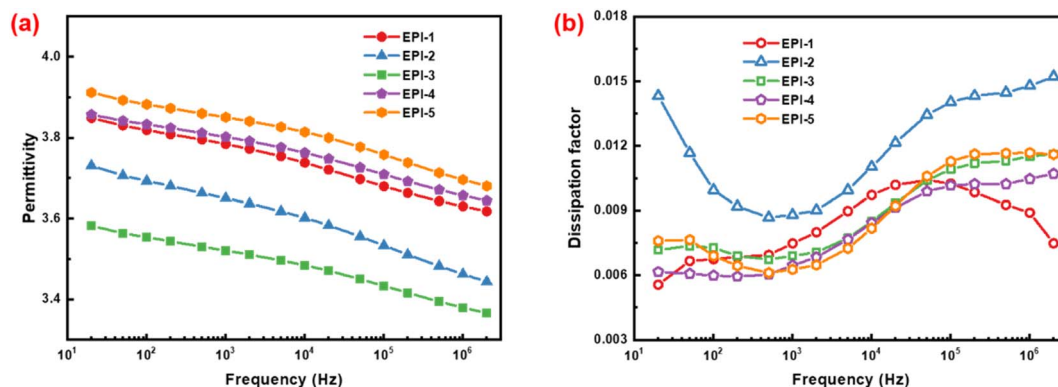 (a)
4.0
3.8
3.6
3.4
Permittivity
EPI-1
EPI-2
EPI-3
EPI-4
EPI-5
10¹ 10² 10³ 10⁴ 10⁵ 10⁶
Frequency (Hz)
(b)
0.018
0.015
0.012
0.009
0.006
0.003
Dissipation factor
EPI-1
EPI-2
EPI-3
EPI-4
EPI-5
10¹ 10² 10³ 10⁴ 10⁵ 10⁶
Frequency (Hz)